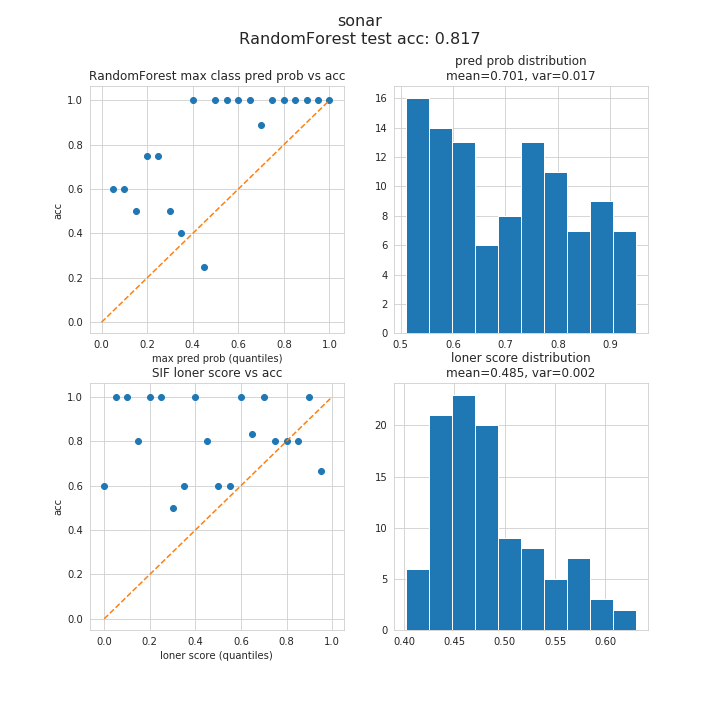 sonar
RandomForest test acc: 0.817
RandomForest max class pred prob vs acc
1.0
0.8
0.6
0.4
0.2
0.0
acc
0.0 0.2 0.4 0.6 0.8 1.0
max pred prob (quantiles)
pred prob distribution
mean=0.701, var=0.017
16
14
12
10
8
6
4
2
0
0.5 0.6 0.7 0.8 0.9
SIF loner score vs acc
1.0
0.8
0.6
0.4
0.2
0.0
acc
0.0 0.2 0.4 0.6 0.8 1.0
loner score (quantiles)
loner score distribution
mean=0.485, var=0.002
20
15
10
5
0
0.40 0.45 0.50 0.55 0.60